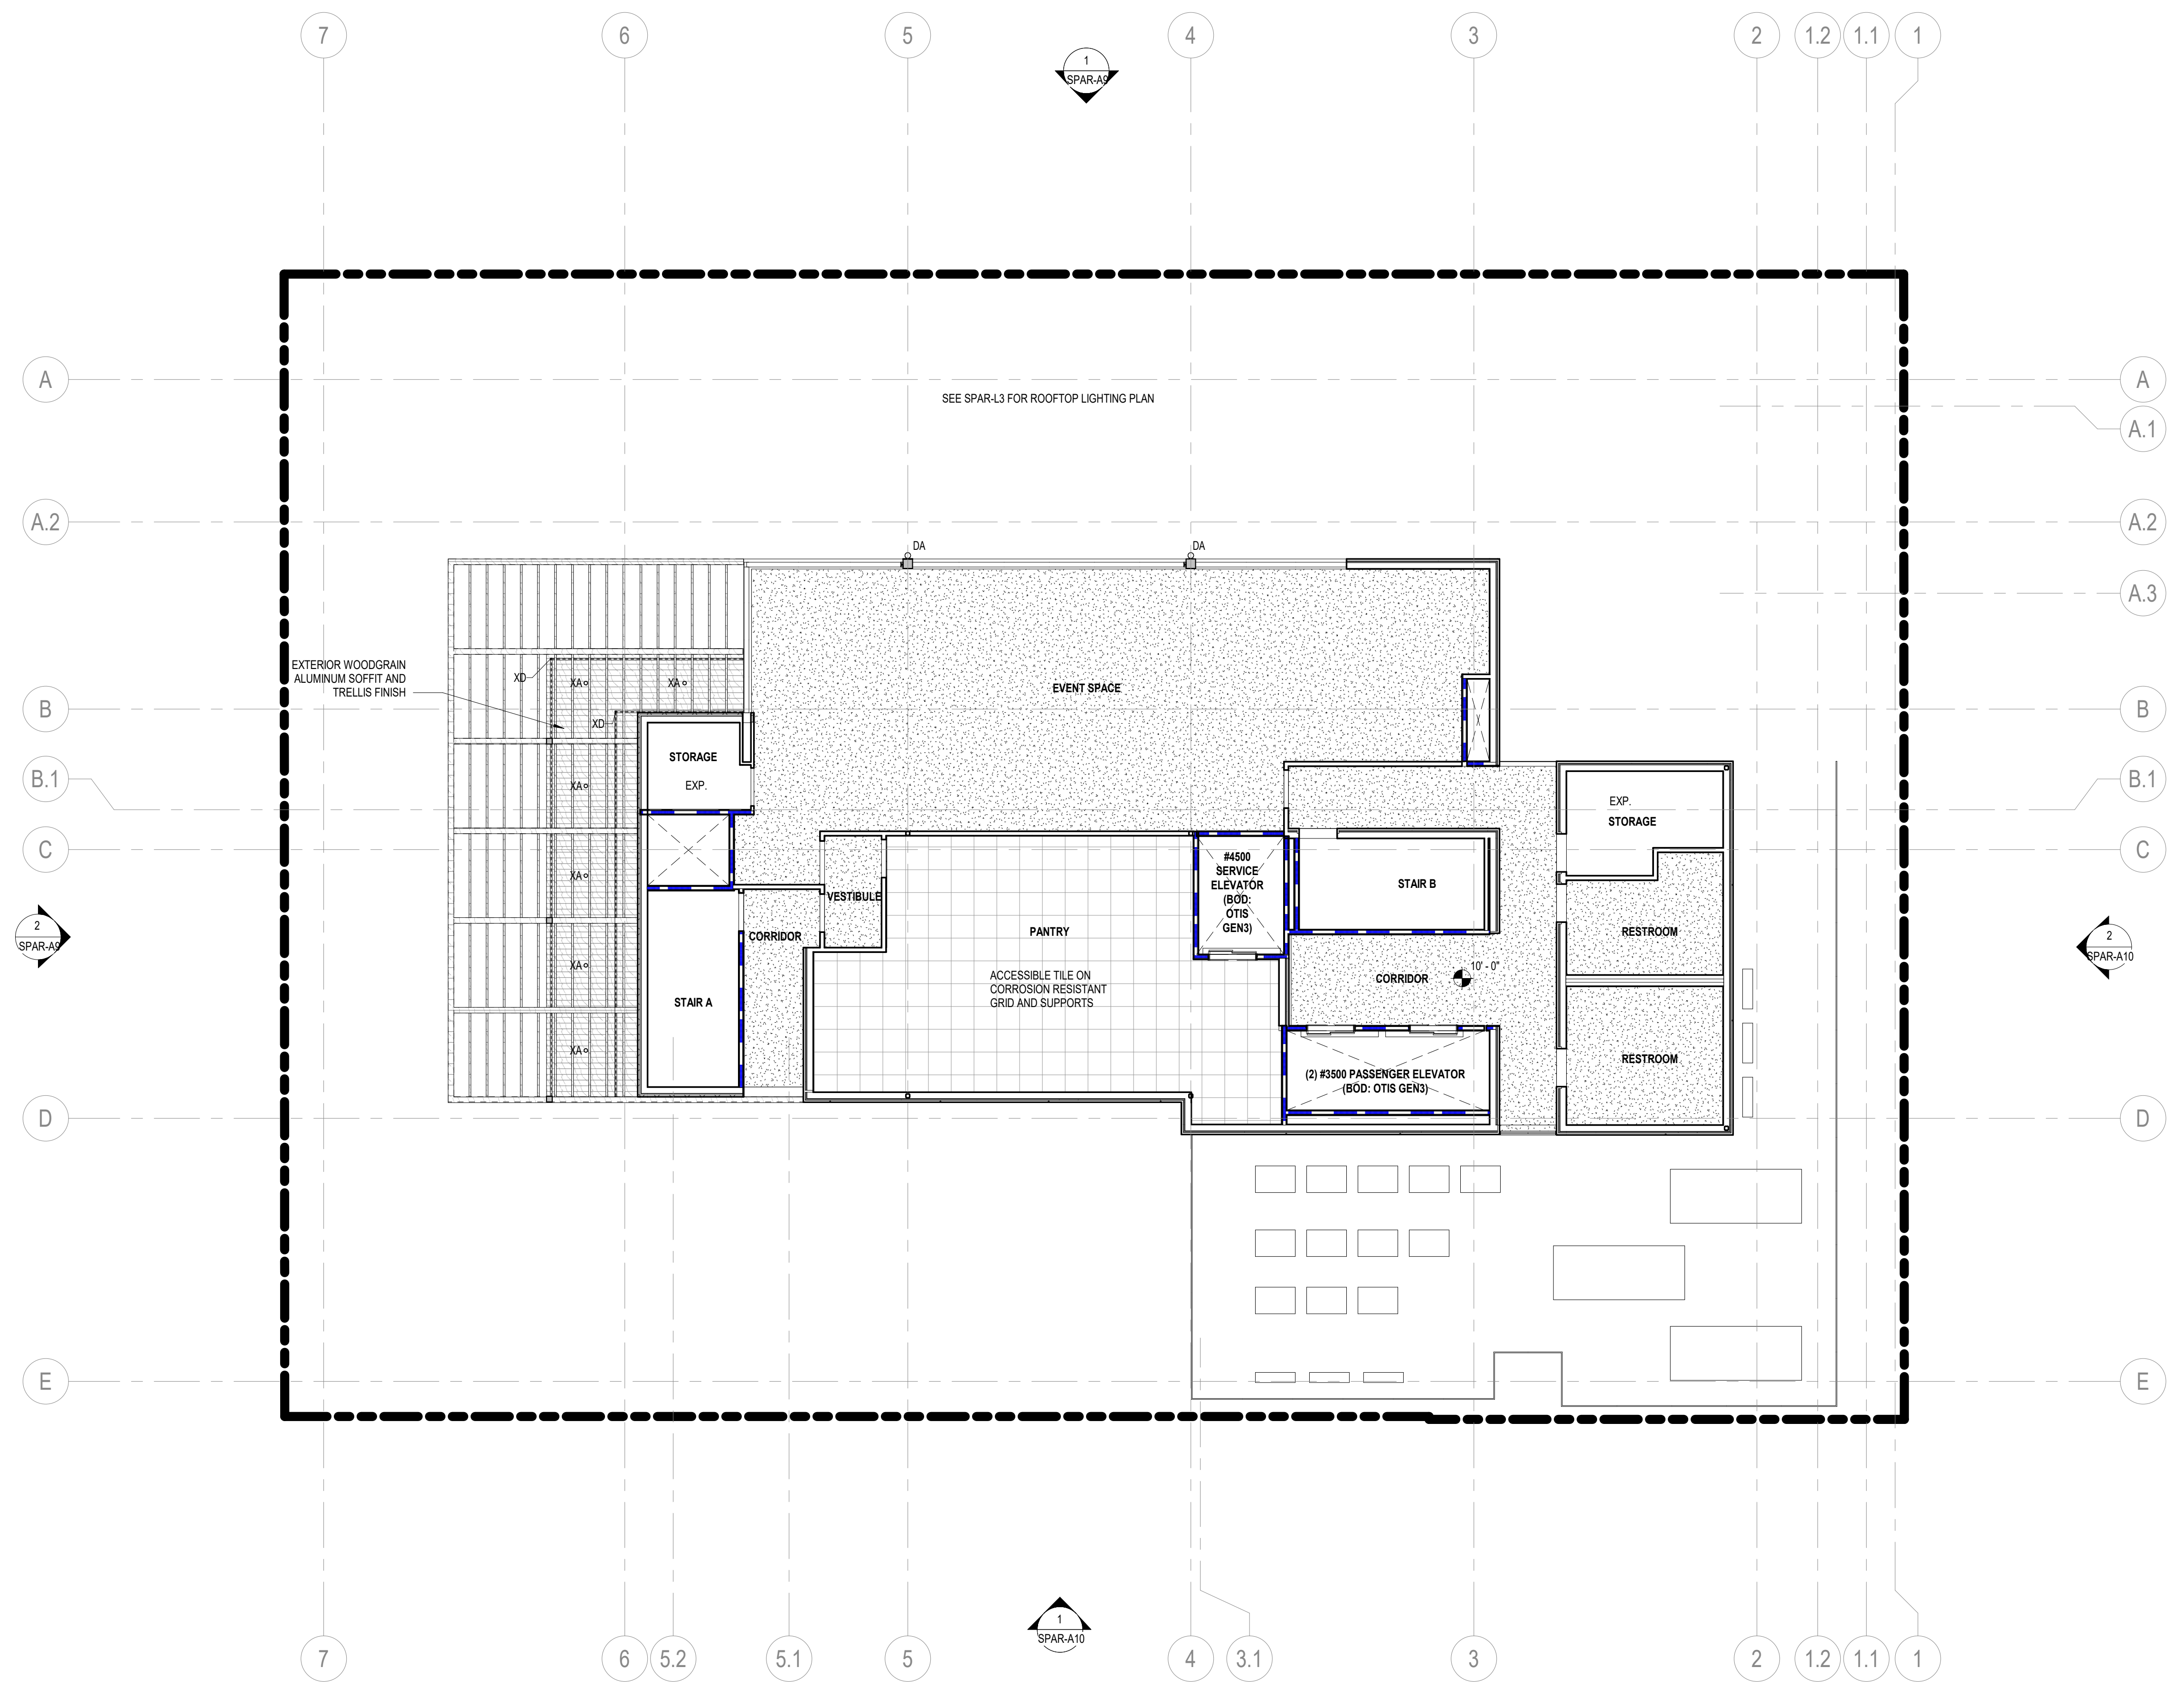 7
6
5
4
3
2
1.2
1.1
1
1
SPAR-A9
A
A
SEE SPAR-L3 FOR ROOFTOP LIGHTING PLAN
A.1
A.2
A.2
DA
DA
A.3
EXTERIOR WOODGRAIN
ALUMINUM SOFFIT AND
TRELLIS FINISH
XD
XA
XA
EVENT SPACE
B
B
XD
STORAGE
EXP.
B.1
B.1
XA
EXP.
STORAGE
C
C
XA
#4500
SERVICE
ELEVATOR
(BOD:
OTIS
GEN3)
STAIR B
VESTIBULE
2
SPAR-A9
CORRIDOR
PANTRY
RESTROOM
2
SPAR-A10
XA
ACCESSIBLE TILE ON
CORROSION RESISTANT
GRID AND SUPPORTS
CORRIDOR
10' - 0"
STAIR A
XA
RESTROOM
(2) #3500 PASSENGER ELEVATOR
(BOD: OTIS GEN3)
D
D
E
E
1
SPAR-A10
7
6
5.2
5.1
5
4
3.1
3
2
1.2
1.1
1